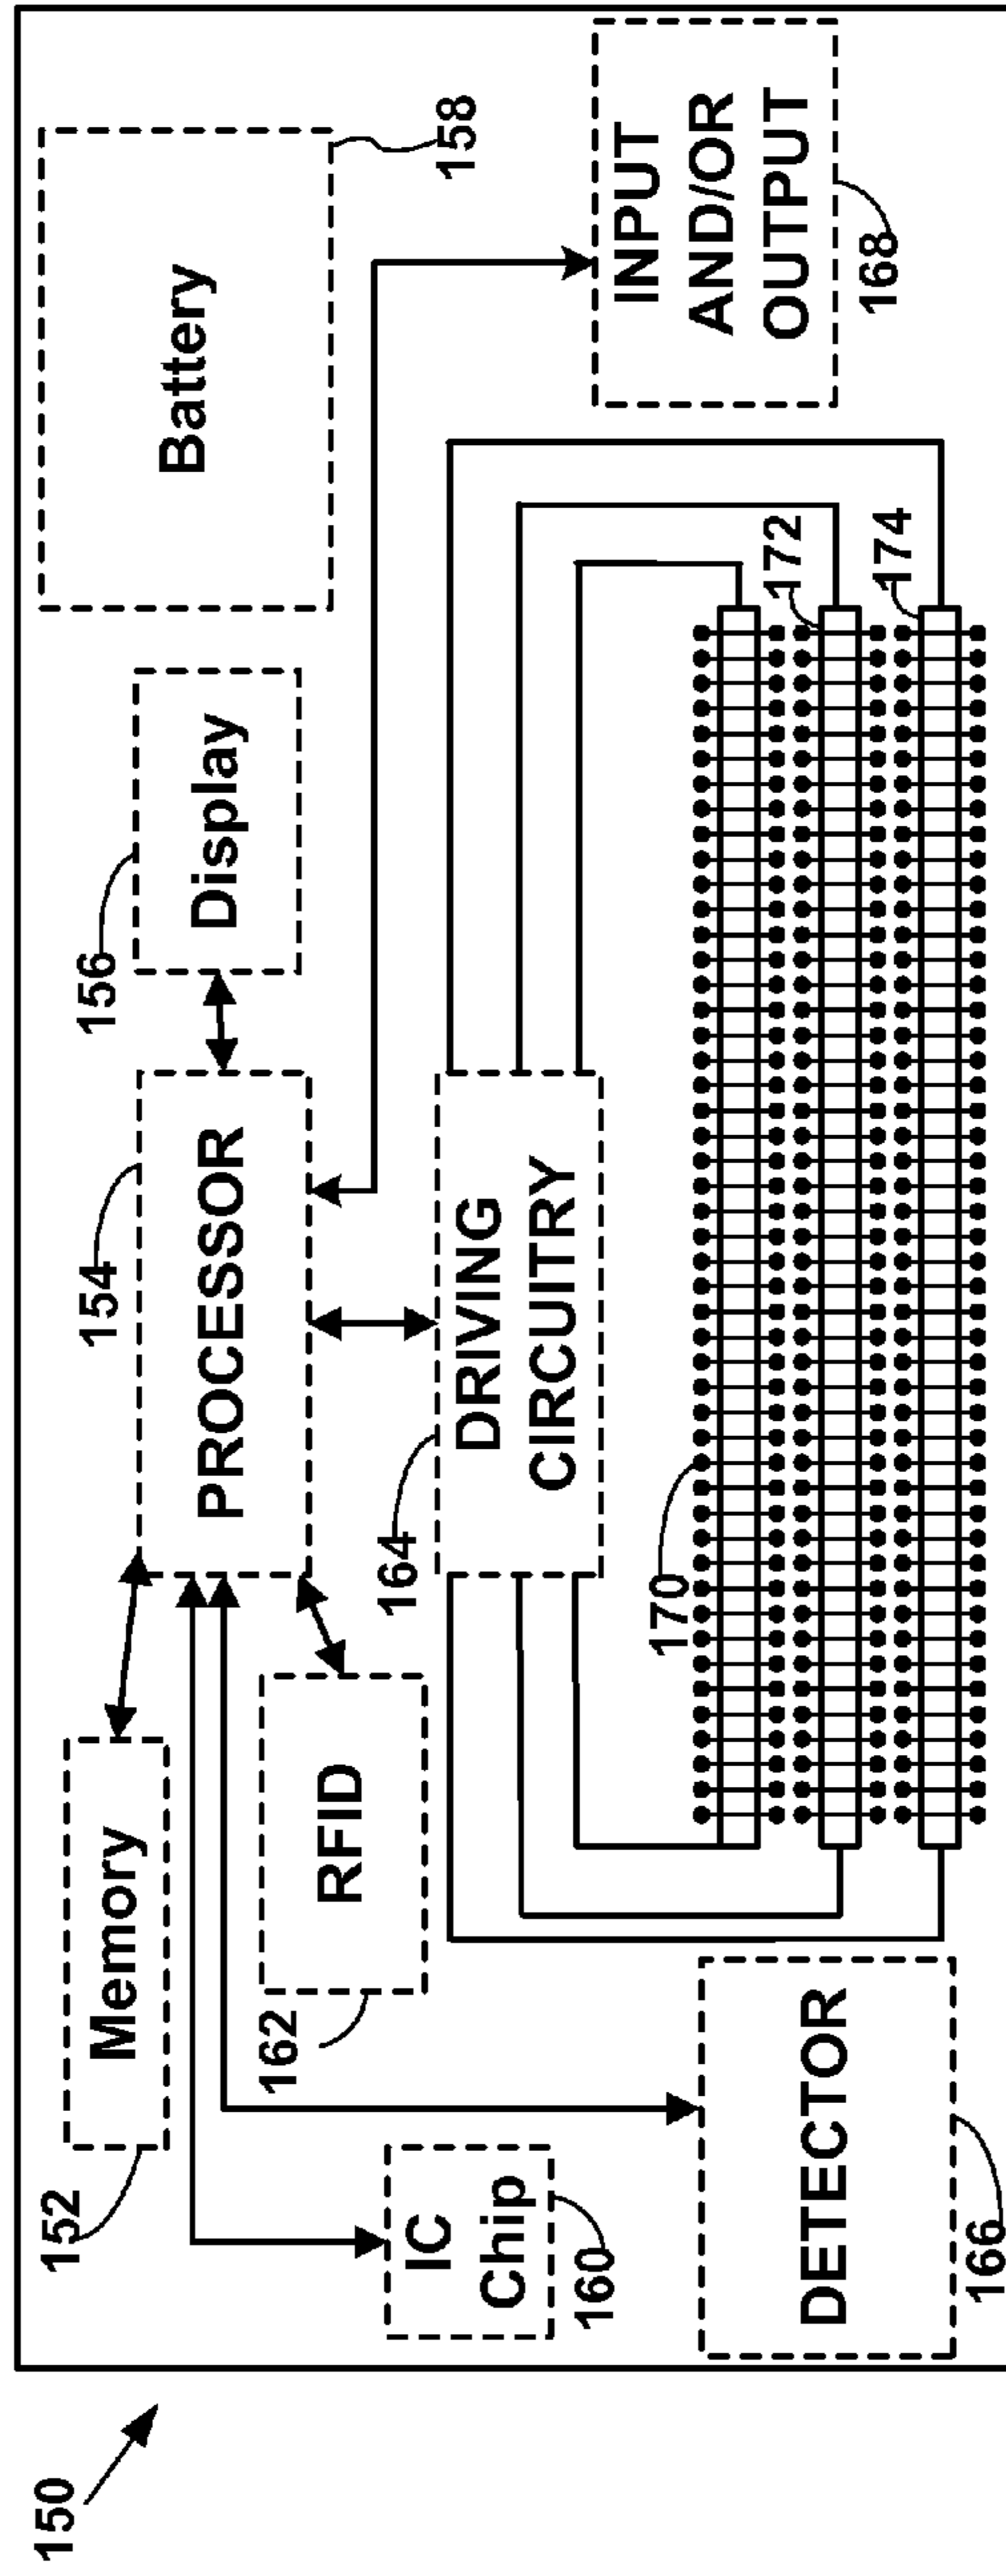 150
152
Memory
154
PROCESSOR
156
Display
Battery
158
IC
Chip
160
162
RFID
164
DRIVING
CIRCUITRY
INPUT
AND/OR
OUTPUT
168
DETECTOR
166
170
172
174